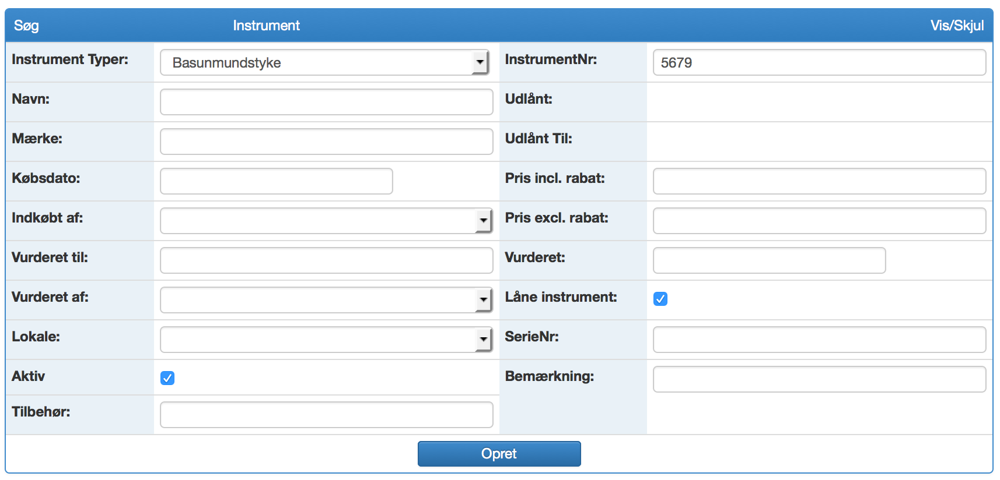 Søg Instrument Vis/Skjul
Instrument Typer: Basunmundstyke InstrumentNr: 5679
Navn: Udlånt:
Mærke: Udlånt Til:
Købsdato: Pris incl. rabat:
Indkøbt af: Pris excl. rabat:
Vurderet til: Vurderet:
Vurderet af: Låne instrument:
Lokale: SerieNr:
Aktiv Bemærkning:
Tilbehør:
Opret